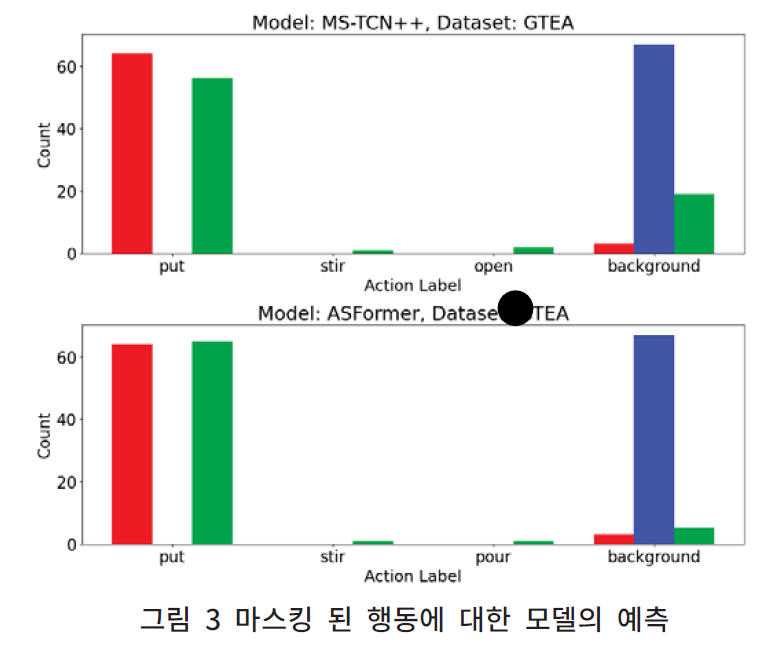 Model: MS-TCN++, Dataset: GTEA
60
40
20
0
Count
put stir open background
Action Label
Model: ASFormer,
60
40
20
0
Count
put stir pour background
Action Label
그림 3 마스킹 된 행동에 대한 모델의 예측